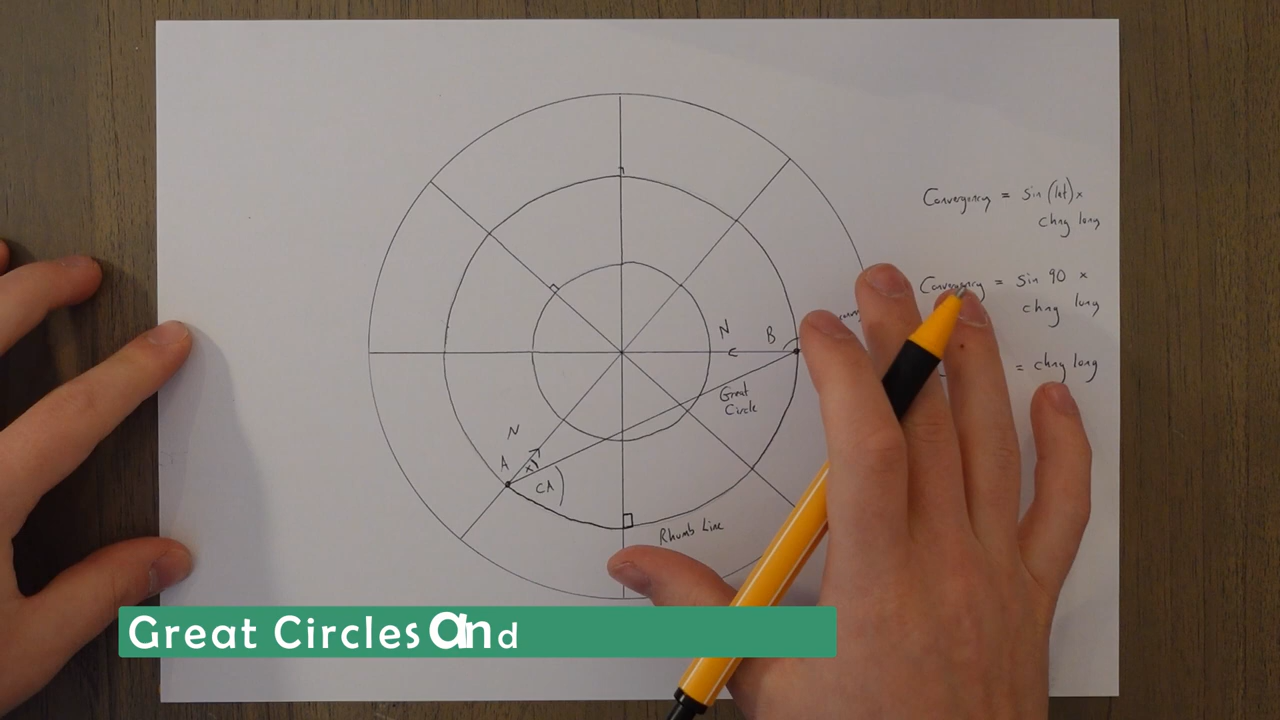 Convergency = sin (lat) x
chng long
Convergency = sin 90 x
chng long
= chng long
N
B
C
Great
Circle
N
A
x
CA
Rhumb Line
Great Circles and